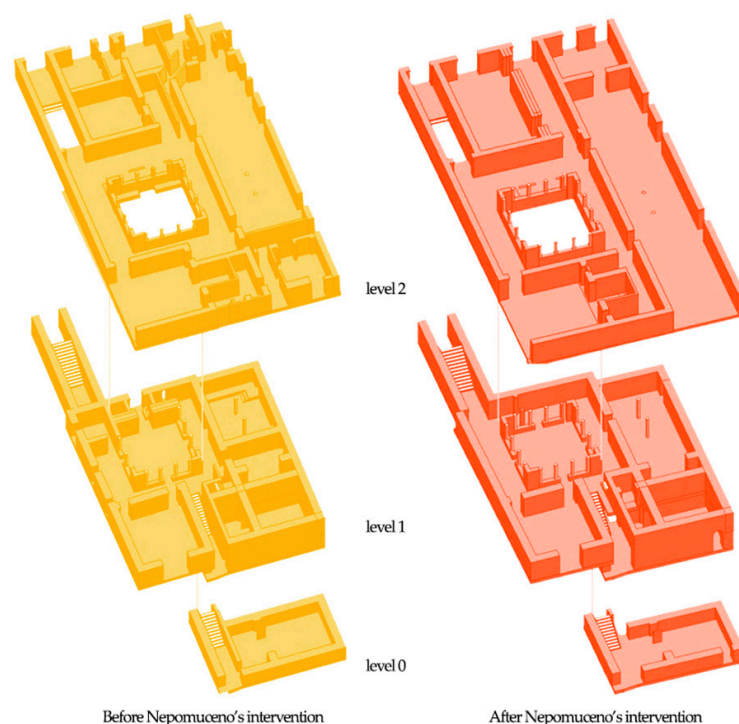 level 2
level 1
level 0
Before Nepomuceno's intervention
After Nepomuceno's intervention